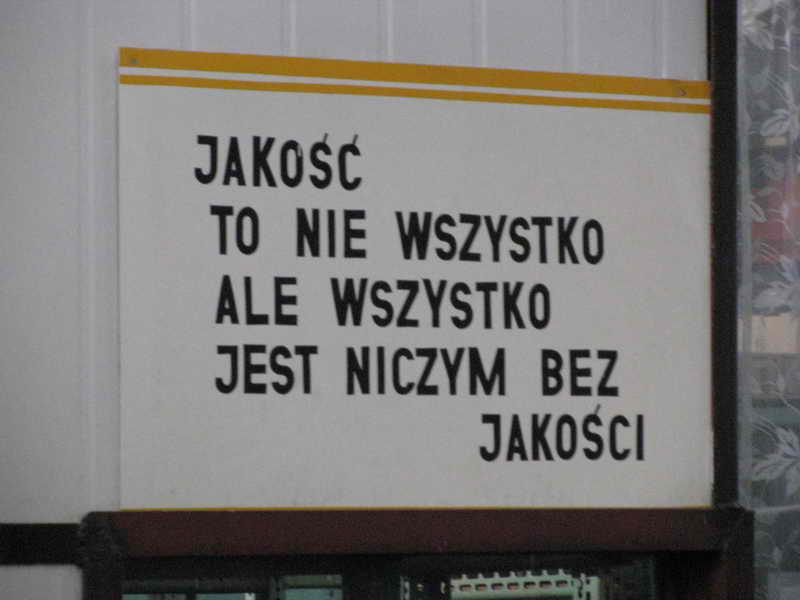 JAKOŚĆ
TO NIE WSZYSTKO
ALE WSZYSTKO
JEST NICZYM BEZ
JAKOŚCI